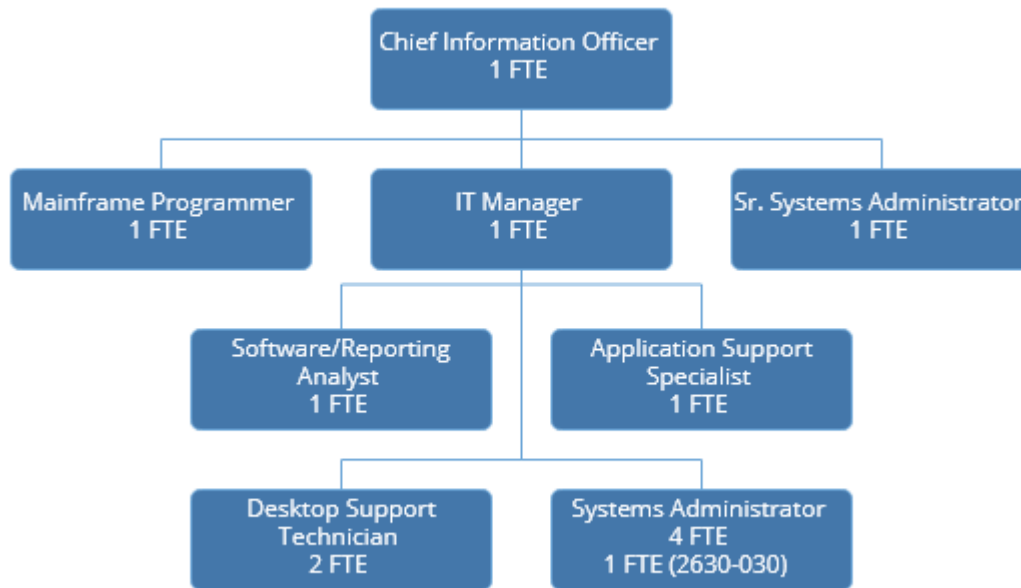 Chief Information Officer
1 FTE
Mainframe Programmer
1 FTE
IT Manager
1 FTE
Sr. Systems Administrator
1 FTE
Software/Reporting
Analyst
1 FTE
Application Support
Specialist
1 FTE
Desktop Support
Technician
2 FTE
Systems Administrator
4 FTE
1 FTE (2630-030)